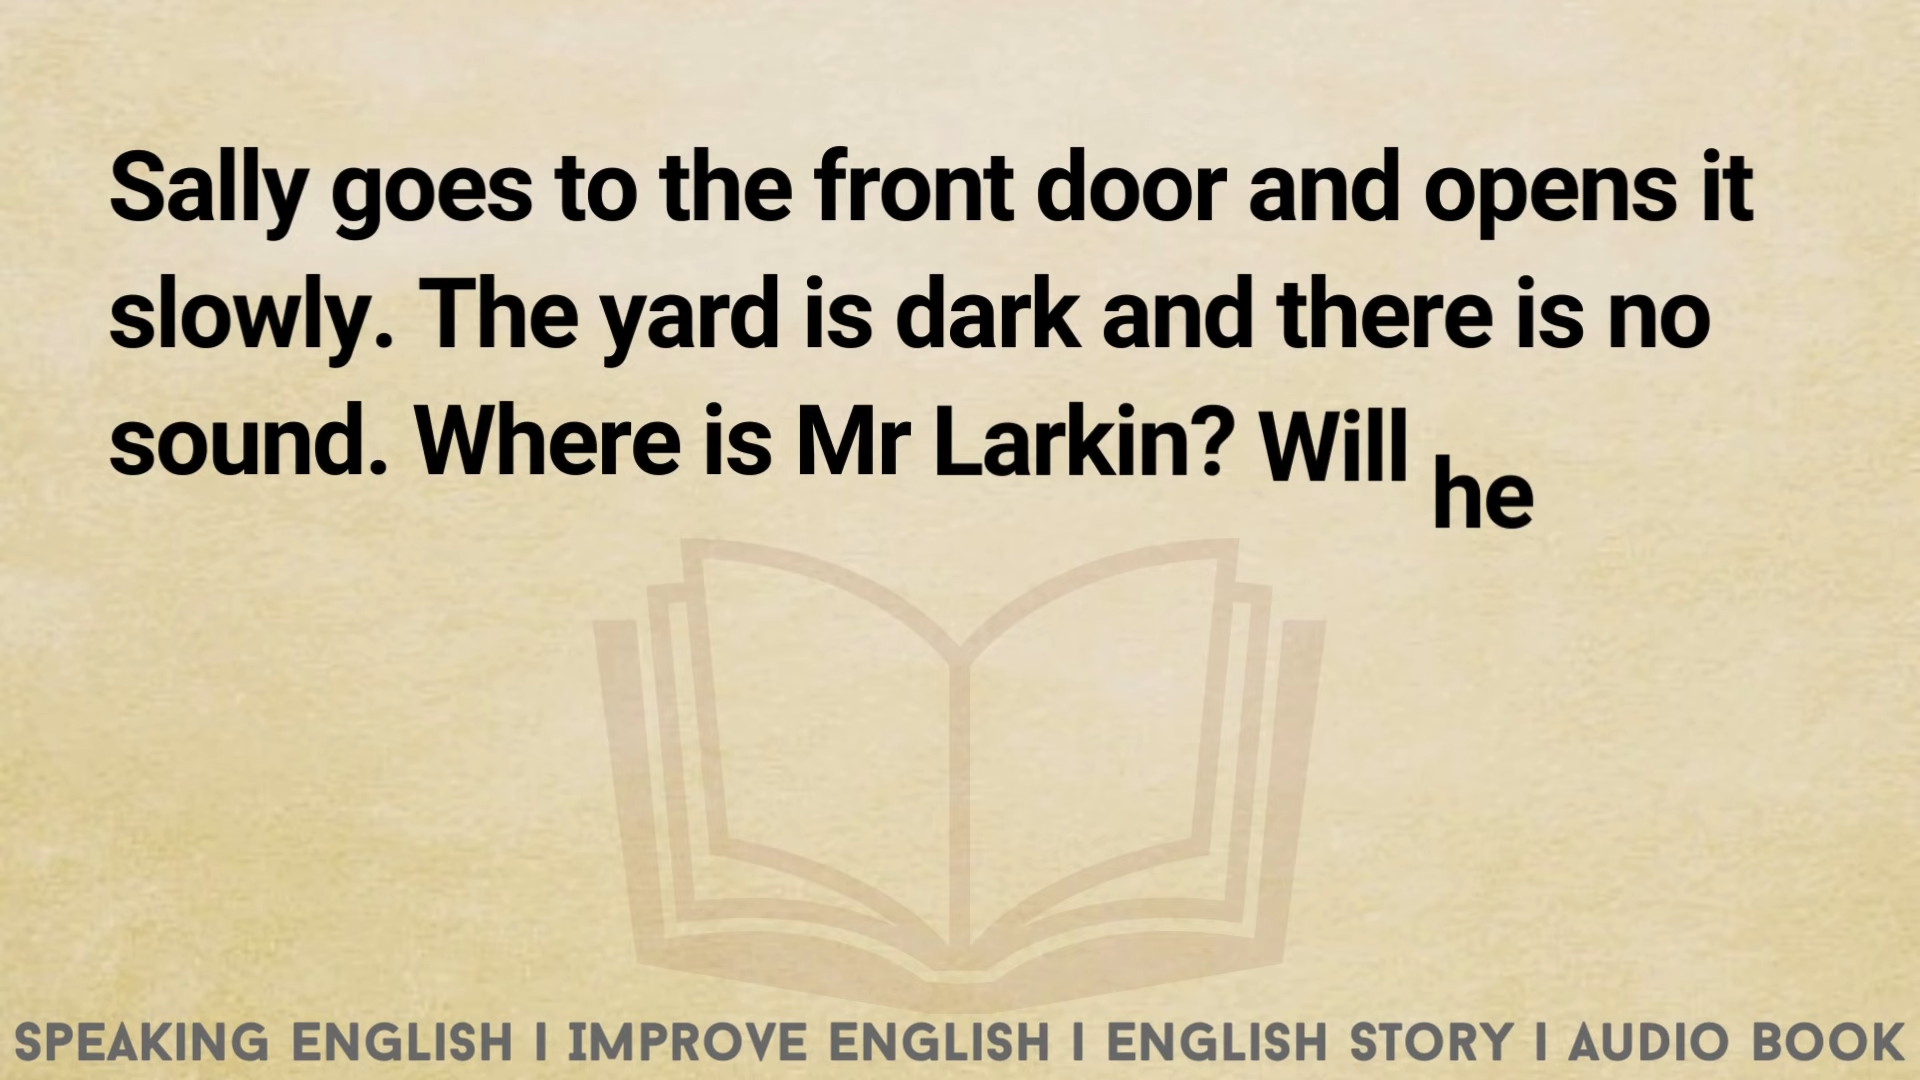 Sally goes to the front door and opens it
slowly. The yard is dark and there is no
sound. Where is Mr Larkin? Will he
SPEAKING ENGLISH I IMPROVE ENGLISH I ENGLISH STORY I AUDIO BOOK